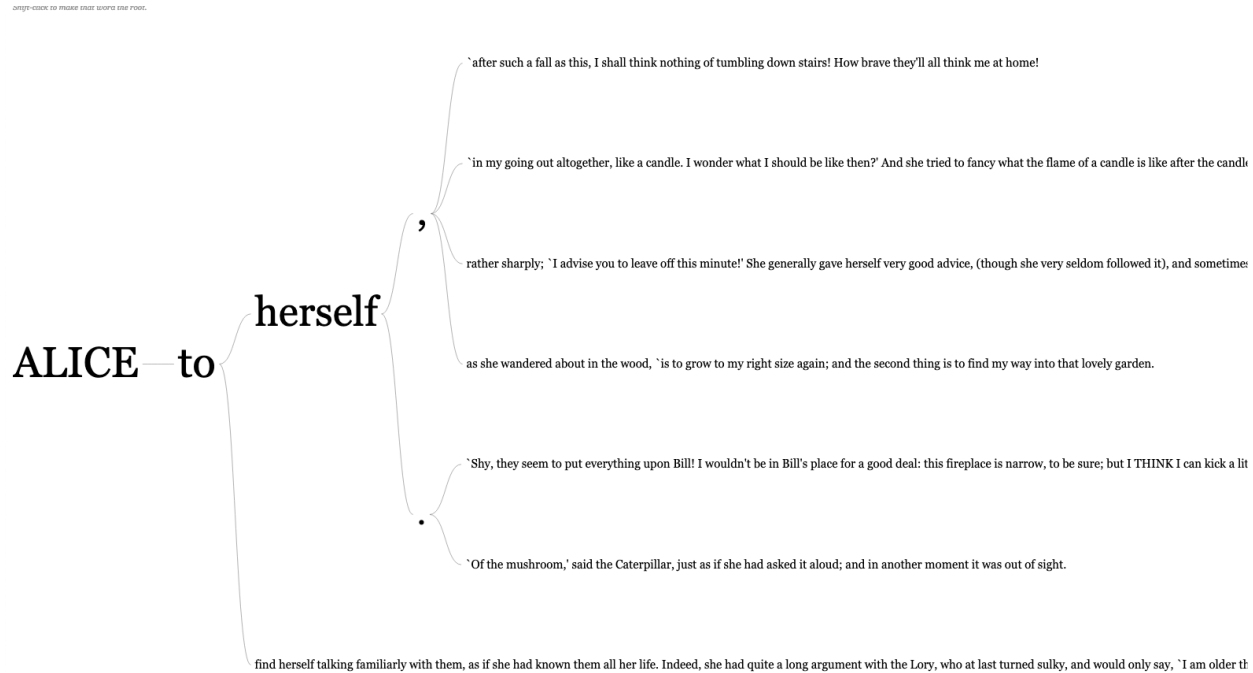 Shift-click to make that word the root.
`after such a fall as this, I shall think nothing of tumbling down stairs! How brave they'll all think me at home!
`in my going out altogether, like a candle. I wonder what I should be like then?' And she tried to fancy what the flame of a candle is like after the candle
,
rather sharply; `I advise you to leave off this minute!' She generally gave herself very good advice, (though she very seldom followed it), and sometimes
herself
ALICE to
as she wandered about in the wood, `is to grow to my right size again; and the second thing is to find my way into that lovely garden.
`Shy, they seem to put everything upon Bill! I wouldn't be in Bill's place for a good deal: this fireplace is narrow, to be sure; but I THINK I can kick a lit
.
`Of the mushroom,' said the Caterpillar, just as if she had asked it aloud; and in another moment it was out of sight.
find herself talking familiarly with them, as if she had known them all her life. Indeed, she had quite a long argument with the Lory, who at last turned sulky, and would only say, `I am older th